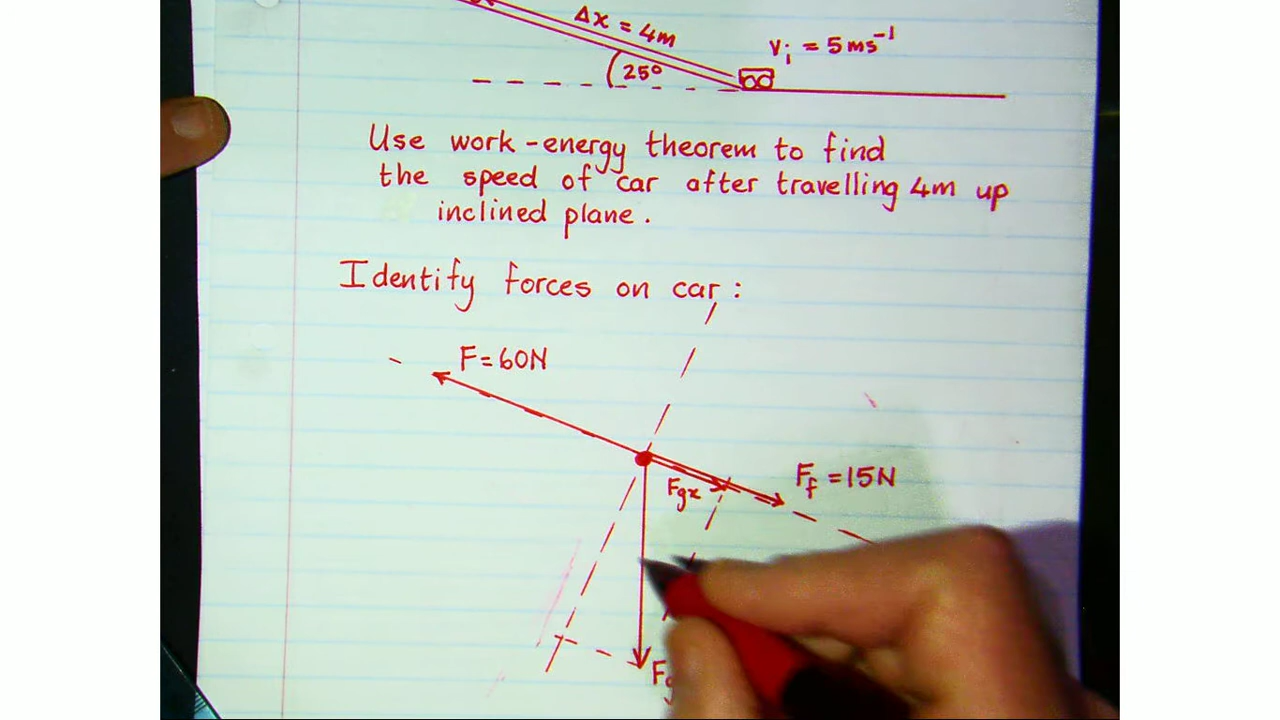 Δx = 4m
vᵢ = 5ms⁻¹
25°
Use work-energy theorem to find
the speed of car after travelling 4m up
inclined plane.
Identify forces on car:
F=60N
F_f =15N
F_gx